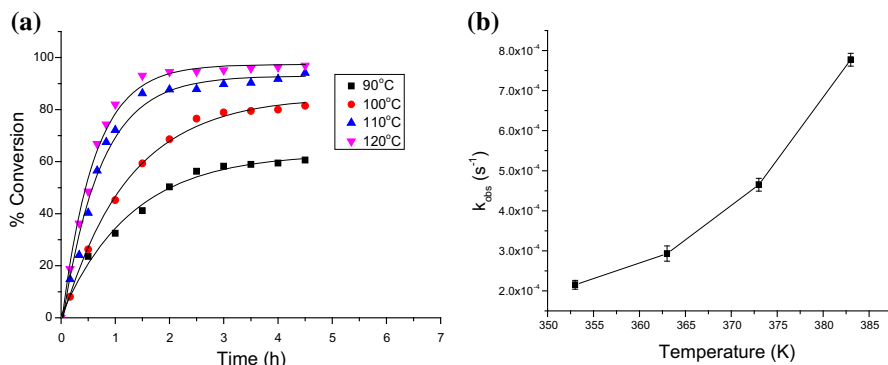 (a)
100
80
60
40
20
0
% Conversion
0 1 2 3 4 5 6 7
Time (h)
90°C
100°C
110°C
120°C
(b)
8.0x10⁻⁴
7.0x10⁻⁴
6.0x10⁻⁴
5.0x10⁻⁴
4.0x10⁻⁴
3.0x10⁻⁴
2.0x10⁻⁴
k_obs (s⁻¹)
350 355 360 365 370 375 380 385
Temperature (K)